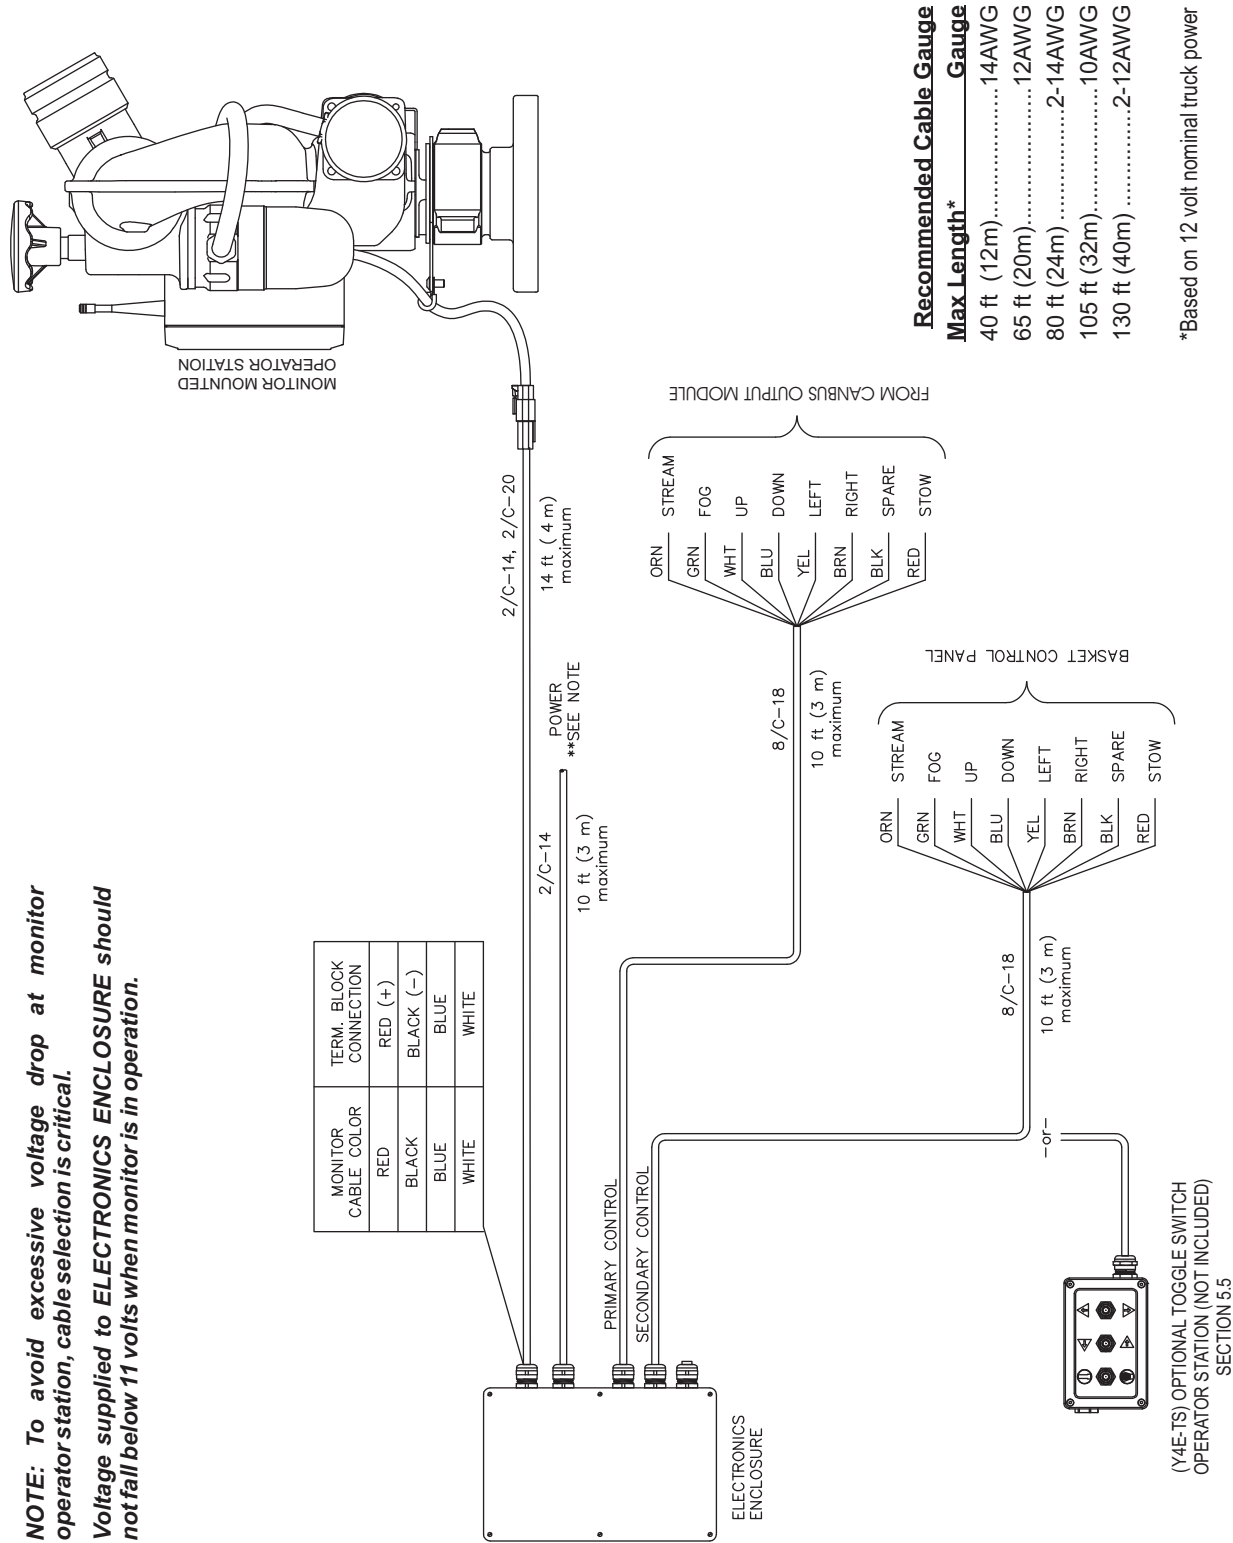 NOTE: To avoid excessive voltage drop at monitor
operator station, cable selection is critical.
Voltage supplied to ELECTRONICS ENCLOSURE should
not fall below 11 volts when monitor is in operation.
MONITOR MOUNTED
OPERATOR STATION
MONITOR
CABLE COLOR
TERM. BLOCK
CONNECTION
RED
RED (+)
BLACK
BLACK (−)
BLUE
BLUE
WHITE
WHITE
2/C-14, 2/C-20
14 ft ( 4 m)
maximum
2/C-14
10 ft (3 m)
maximum
POWER
**SEE NOTE
PRIMARY CONTROL
SECONDARY CONTROL
ELECTRONICS
ENCLOSURE
8/C-18
10 ft (3 m)
maximum
ORN STREAM
GRN FOG
WHT UP
BLU DOWN
YEL LEFT
BRN RIGHT
BLK SPARE
RED STOW
FROM CANBUS OUTPUT MODULE
8/C-18
10 ft (3 m)
maximum
ORN STREAM
GRN FOG
WHT UP
BLU DOWN
YEL LEFT
BRN RIGHT
BLK SPARE
RED STOW
BASKET CONTROL PANEL
-or-
(Y4E-TS) OPTIONAL TOGGLE SWITCH
OPERATOR STATION (NOT INCLUDED)
SECTION 5.5
Recommended Cable Gauge
Max Length* Gauge
40 ft (12m)........................14AWG
65 ft (20m)........................12AWG
80 ft (24m) .....................2-14AWG
105 ft (32m)......................10AWG
130 ft (40m) ...................2-12AWG
*Based on 12 volt nominal truck power